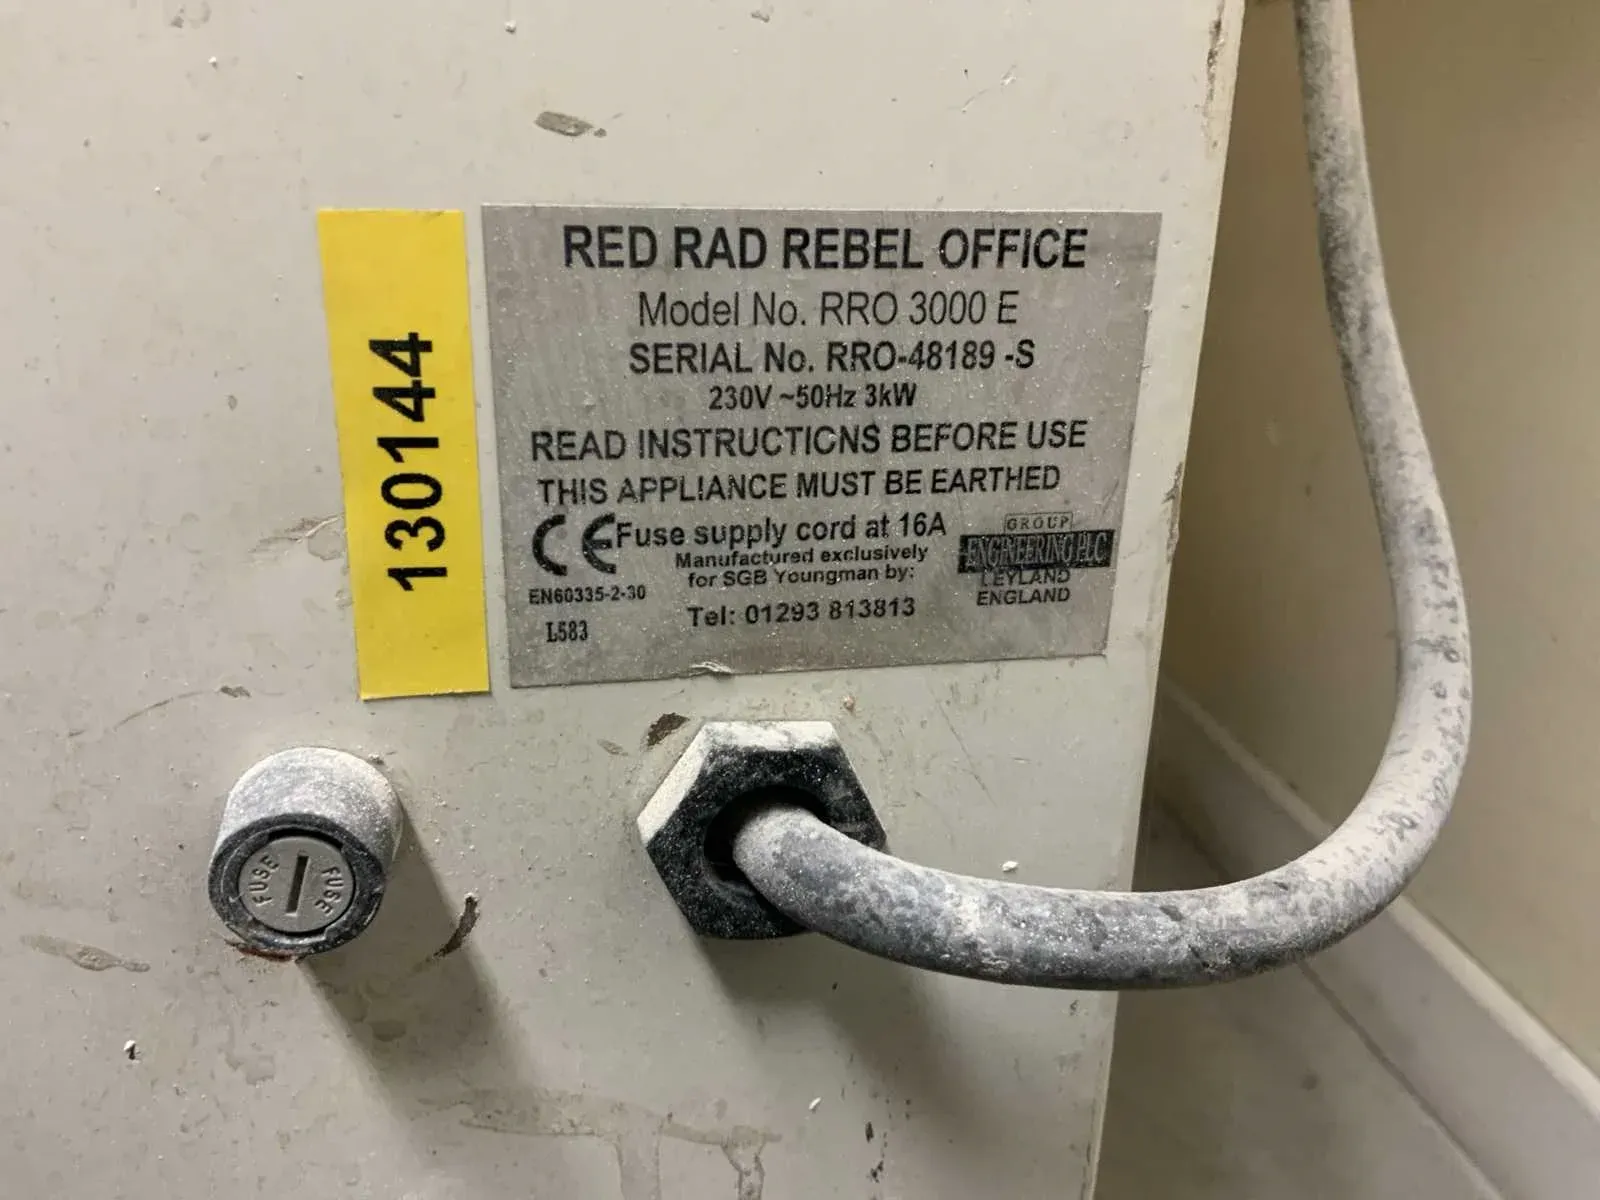 130144
RED RAD REBEL OFFICE
Model No. RRO 3000 E
SERIAL No. RRO-48189 -S
230V ~50Hz 3kW
READ INSTRUCTIONS BEFORE USE
THIS APPLIANCE MUST BE EARTHED
CE Fuse supply cord at 16A
Manufactured exclusively
for SGB Youngman by:
EN60335-2-30
Tel: 01293 813813
L583
GROUP
ENGINEERING PLC
LEYLAND
ENGLAND
FUSE FUSE